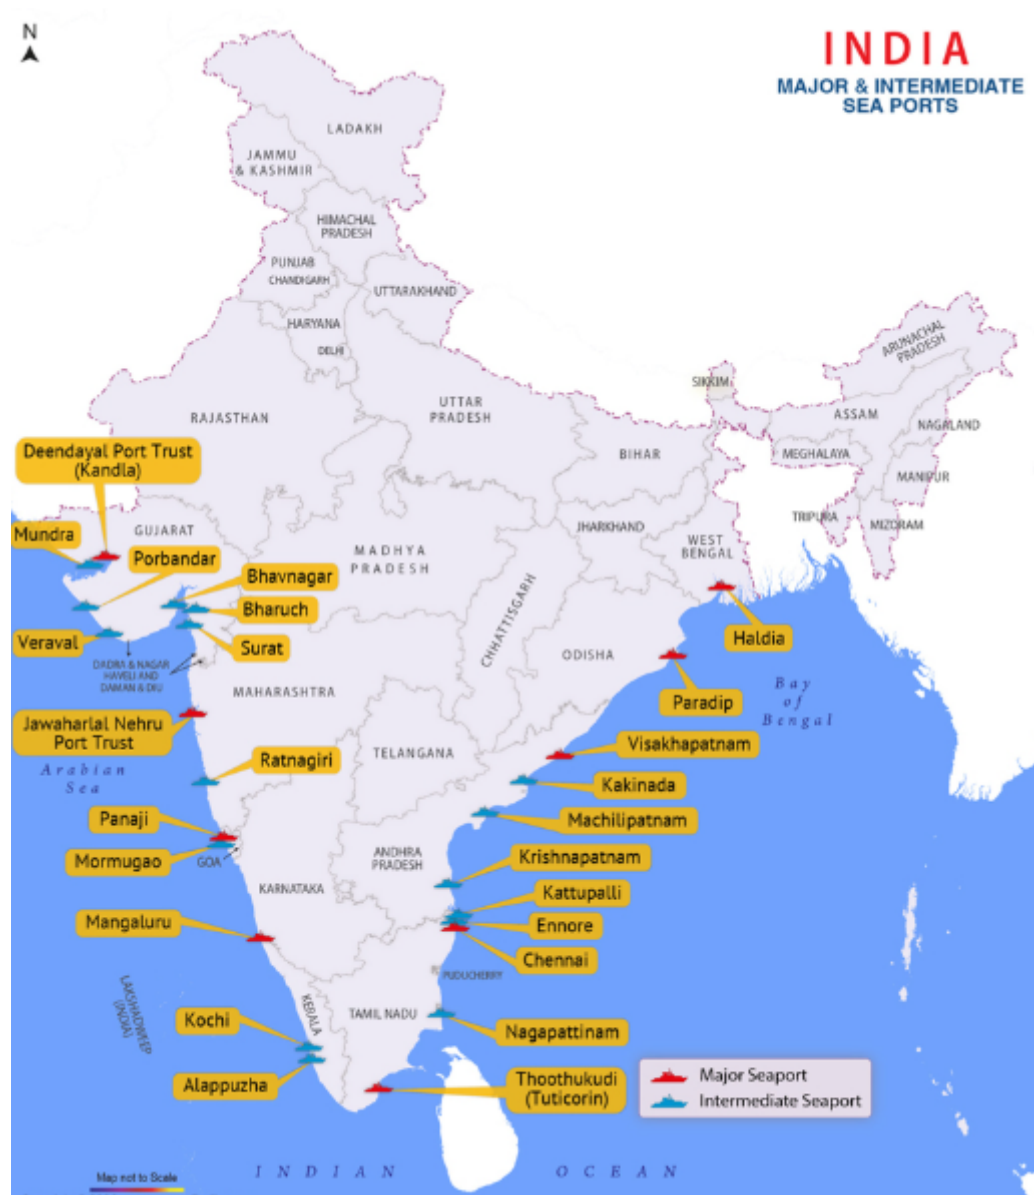 N
INDIA
MAJOR & INTERMEDIATE
SEA PORTS
LADAKH
JAMMU
& KASHMIR
HIMACHAL
PRADESH
PUNJAB
CHANDIGARH
UTTARAKHAND
HARYANA
DELHI
ARUNACHAL
PRADESH
SIKKIM
RAJASTHAN
UTTAR
PRADESH
ASSAM
NAGALAND
BIHAR
MEGHALAYA
MANIPUR
Deendayal Port Trust
(Kandla)
TRIPURA
MIZORAM
JHARKHAND
WEST
BENGAL
GUJARAT
Mundra
Porbandar
MADHYA
PRADESH
Bhavnagar
Bharuch
Veraval
Surat
CHHATTISGARH
Haldia
DADRA & NAGAR
HAVELI AND
DAMAN & DIU
ODISHA
MAHARASHTRA
Paradip
Bay
of
Bengal
Jawaharlal Nehru
Port Trust
TELANGANA
Visakhapatnam
Arabian
Sea
Ratnagiri
Kakinada
Panaji
Machilipatnam
Mormugao
GOA
ANDHRA
PRADESH
Krishnapatnam
KARNATAKA
Kattupalli
Mangaluru
Ennore
Chennai
PUDUCHERRY
LAKSHADWEEP
(INDIA)
KERALA
TAMIL NADU
Kochi
Nagapattinam
Alappuzha
Thoothukudi
(Tuticorin)
Major Seaport
Intermediate Seaport
INDIAN OCEAN
Map not to Scale